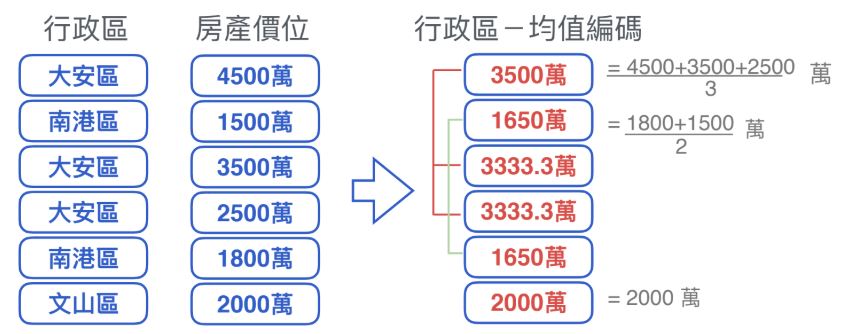 行政區 房產價位 行政區－均值編碼
大安區 4500萬 3500萬 = 4500+3500+2500 萬
3
南港區 1500萬 1650萬 = 1800+1500 萬
2
大安區 3500萬 3333.3萬
大安區 2500萬 3333.3萬
南港區 1800萬 1650萬
文山區 2000萬 2000萬 = 2000 萬